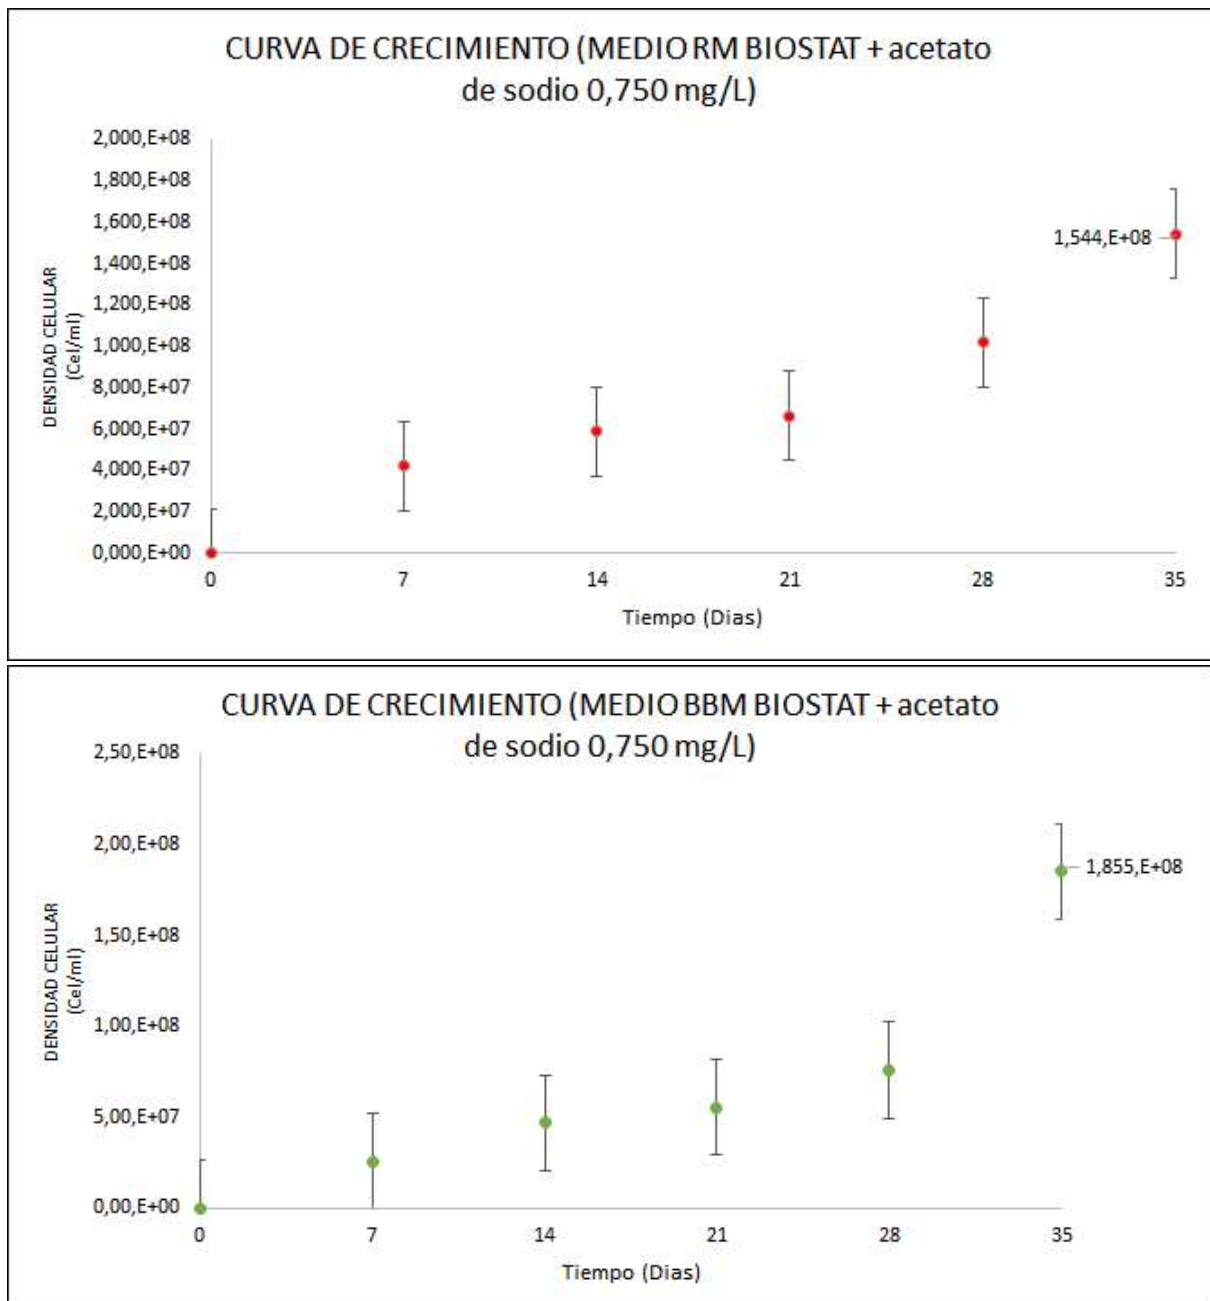 CURVA DE CRECIMIENTO (MEDIO RM BIOSTAT + acetato
de sodio 0,750 mg/L)
2,000,E+08
1,800,E+08
1,600,E+08
1,400,E+08
1,200,E+08
1,000,E+08
8,000,E+07
6,000,E+07
4,000,E+07
2,000,E+07
0,000,E+00
DENSIDAD CELULAR
(Cel/ml)
1,544,E+08
0 7 14 21 28 35
Tiempo (Dias)
CURVA DE CRECIMIENTO (MEDIO BBM BIOSTAT + acetato
de sodio 0,750 mg/L)
2,50,E+08
2,00,E+08
1,50,E+08
1,00,E+08
5,00,E+07
0,00,E+00
DENSIDAD CELULAR
(Cel/ml)
1,855,E+08
0 7 14 21 28 35
Tiempo (Dias)